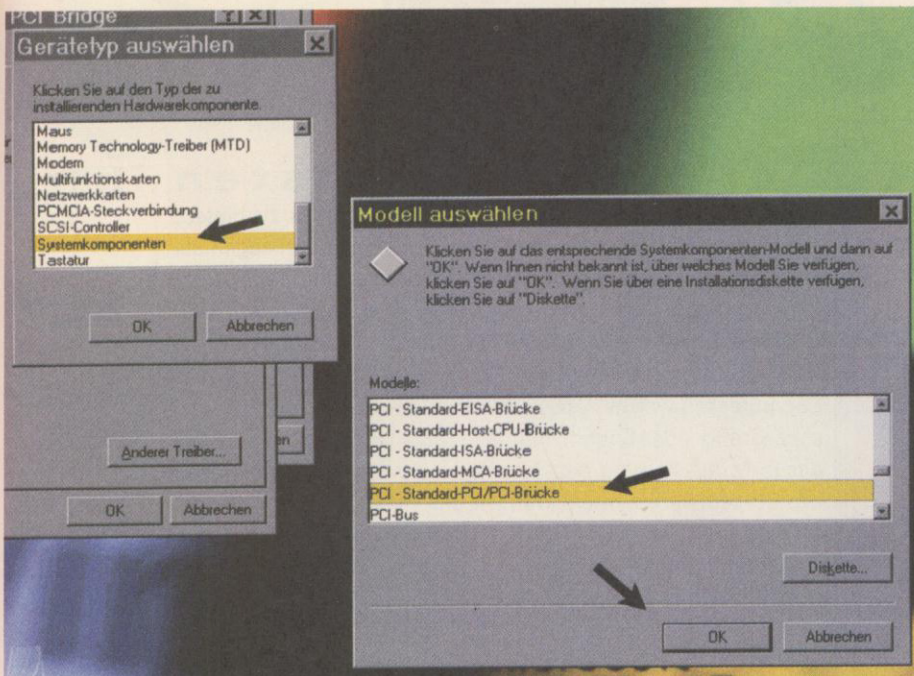 PCI Bridge
Gerätetyp auswählen
Klicken Sie auf den Typ der zu
installierenden Hardwarekomponente.
Maus
Memory Technology-Treiber (MTD)
Modem
Multifunktionskarten
Netzwerkkarten
PCMCIA-Steckverbindung
SCSI-Controller
Systemkomponenten
Tastatur
OK
Abbrechen
Anderer Treiber...
en
OK
Abbrechen
Modell auswählen
Klicken Sie auf das entsprechende Systemkomponenten-Modell und dann auf
"OK". Wenn Ihnen nicht bekannt ist, über welches Modell Sie verfügen,
klicken Sie auf "OK". Wenn Sie über eine Installationsdiskette verfügen,
klicken Sie auf "Diskette".
Modelle:
PCI - Standard-EISA-Brücke
PCI - Standard-Host-CPU-Brücke
PCI - Standard-ISA-Brücke
PCI - Standard-MCA-Brücke
PCI - Standard-PCI/PCI-Brücke
PCI-Bus
Diskette...
OK
Abbrechen